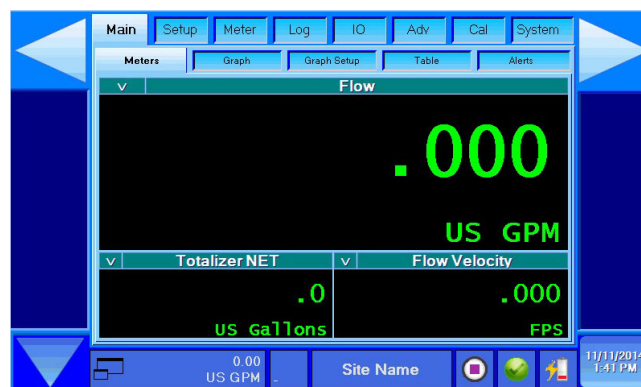 Main Setup Meter Log IO Adv Cal System
Meters Graph Graph Setup Table Alerts
v Flow
.000
US GPM
v Totalizer NET v Flow Velocity
.0 .000
US Gallons FPS
0.00
US GPM
Site Name
11/11/2014
1:41 PM